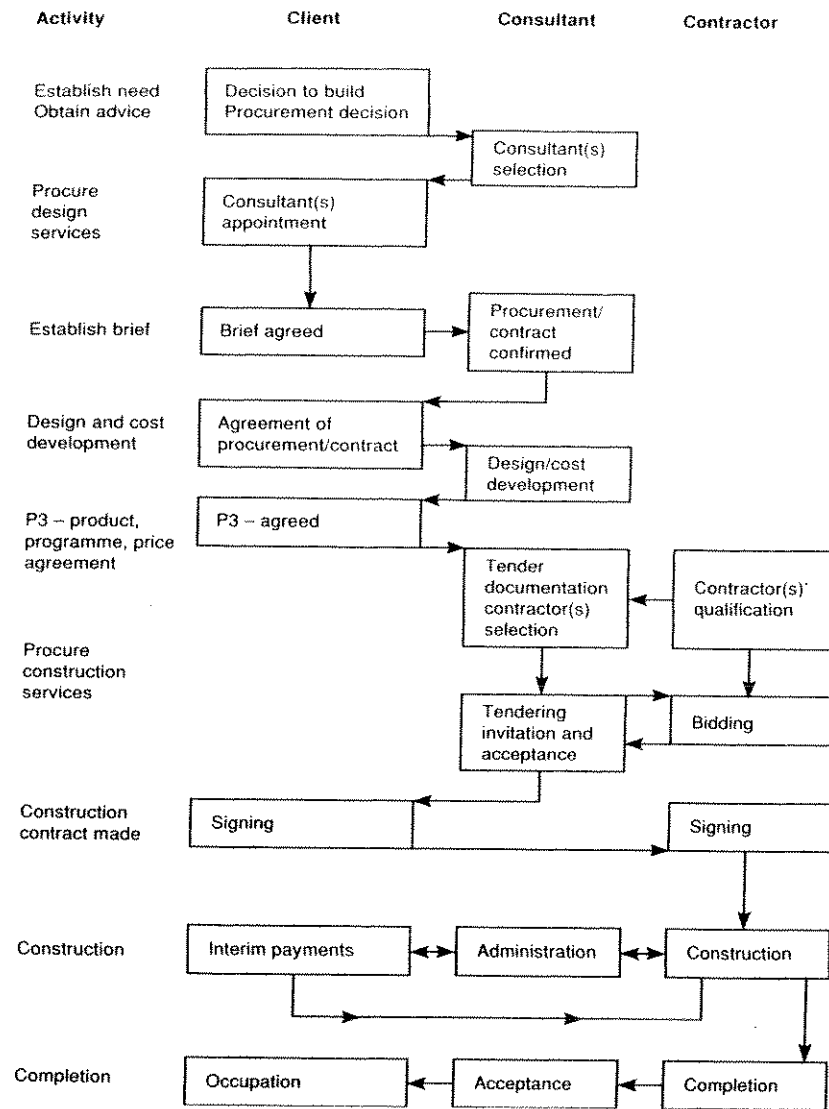 Activity
Client
Consultant
Contractor
Establish need
Obtain advice
Decision to build
Procurement decision
Consultant(s)
selection
Procure
design
services
Consultant(s)
appointment
Establish brief
Brief agreed
Procurement/
contract
confirmed
Design and cost
development
Agreement of
procurement/contract
Design/cost
development
P3 – product,
programme, price
agreement
P3 – agreed
Tender
documentation
contractor(s)
selection
Contractor(s)
qualification
Procure
construction
services
Tendering
invitation and
acceptance
Bidding
Construction
contract made
Signing
Signing
Construction
Interim payments
Administration
Construction
Completion
Occupation
Acceptance
Completion